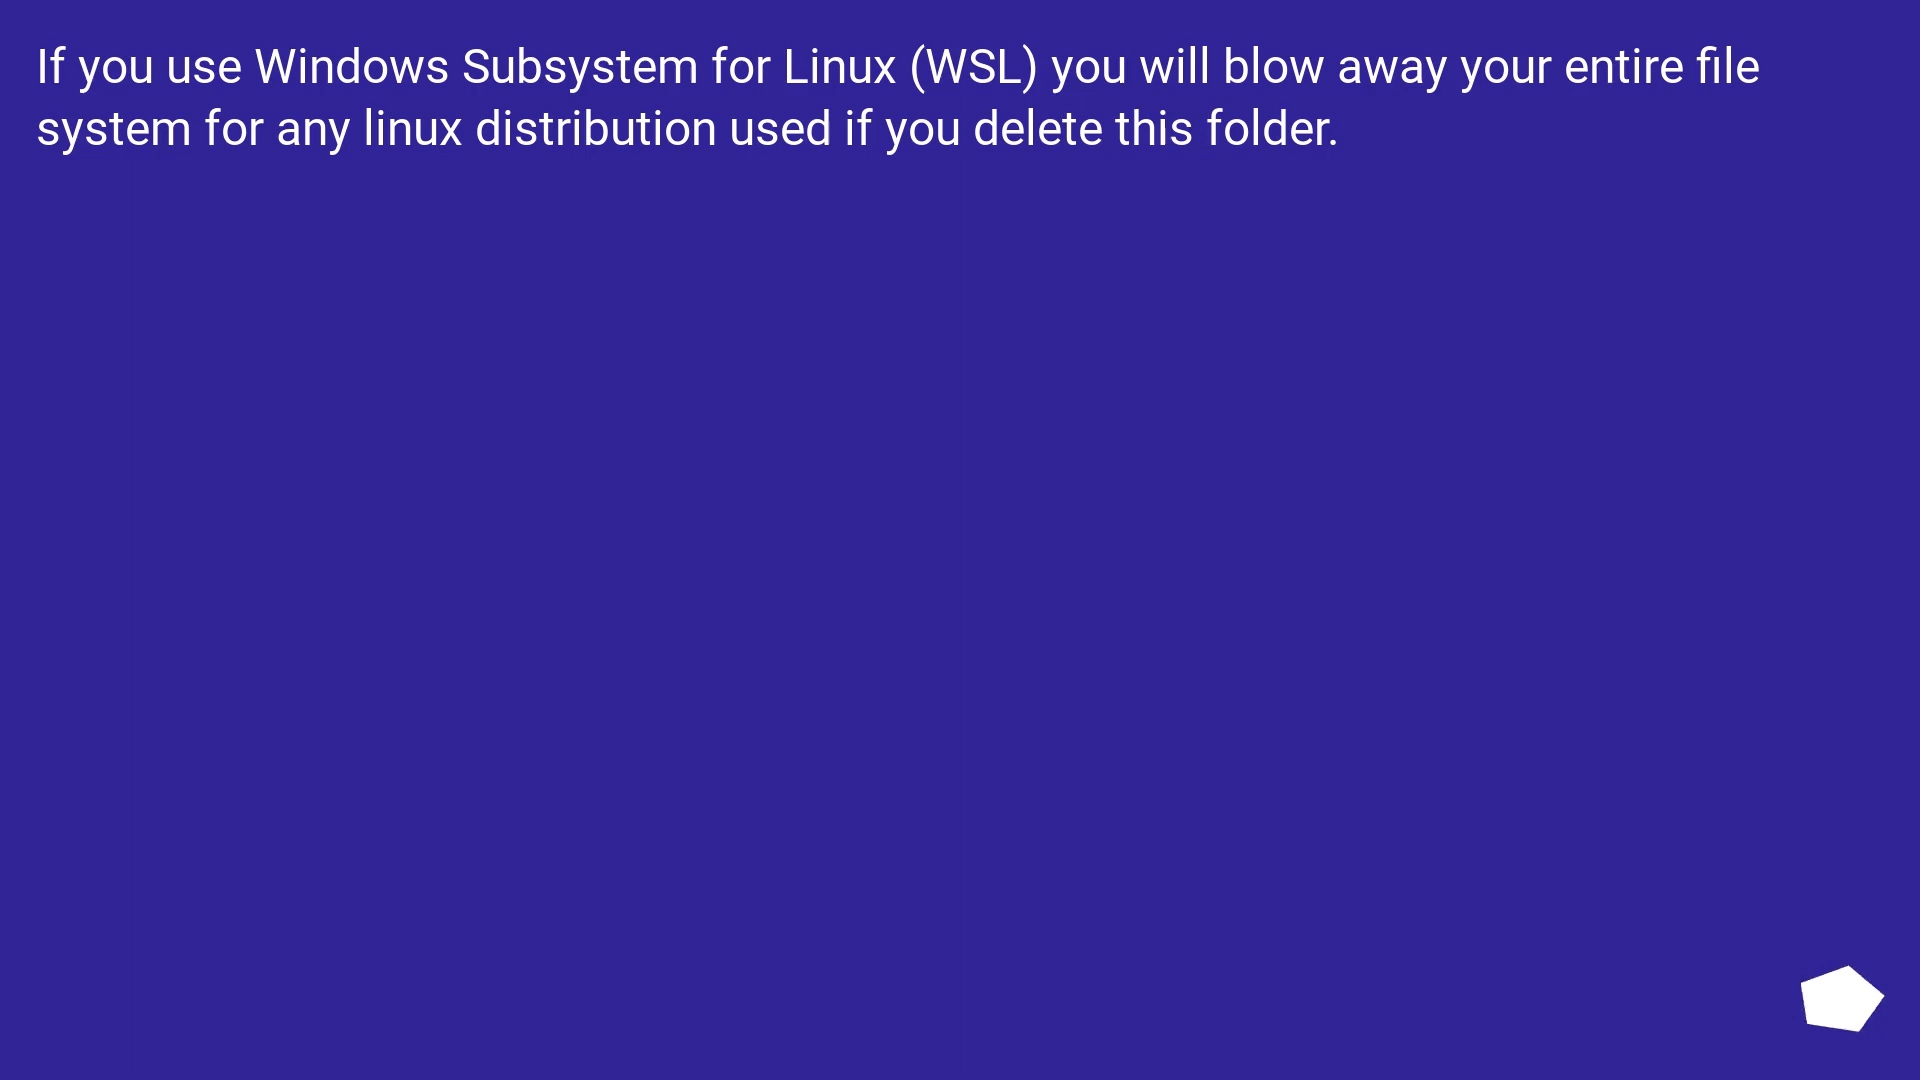 If you use Windows Subsystem for Linux (WSL) you will blow away your entire file
system for any linux distribution used if you delete this folder.